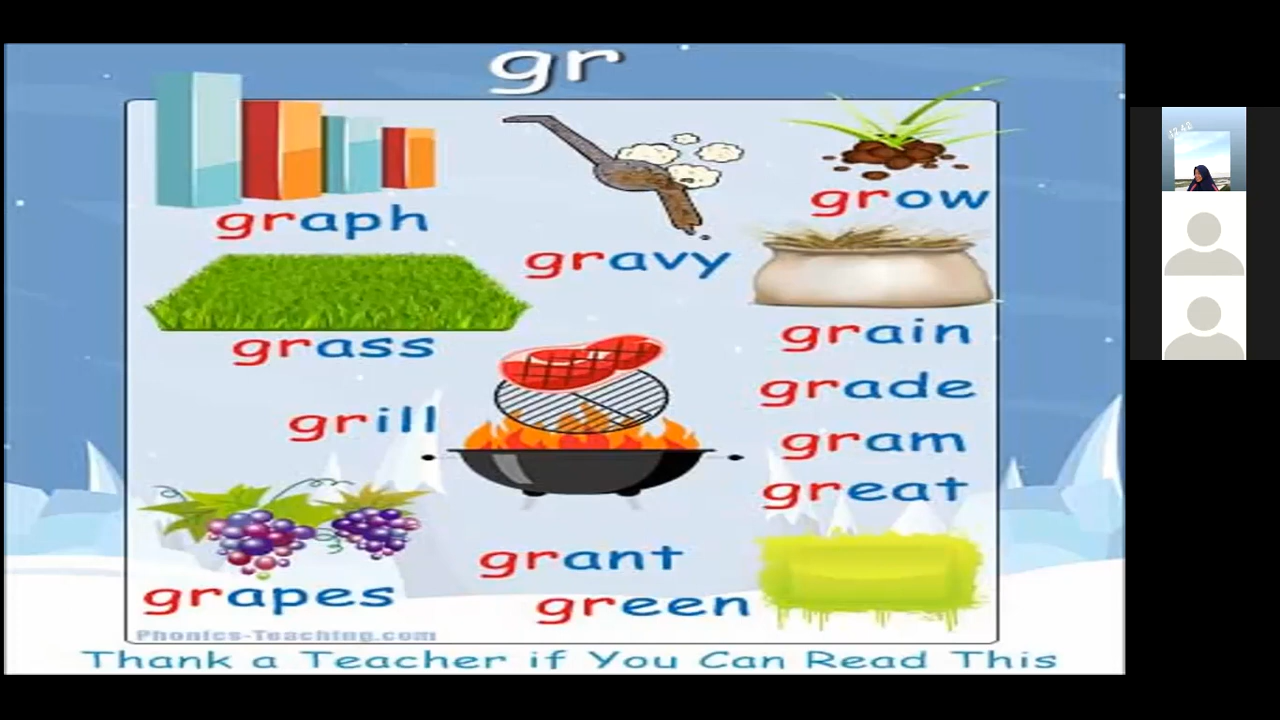 gr
graph
gravy
grow
grass
grain
grill
grade
gram
great
grapes
grant
green
Phonics-Teaching.com
Thank a Teacher if You Can Read This